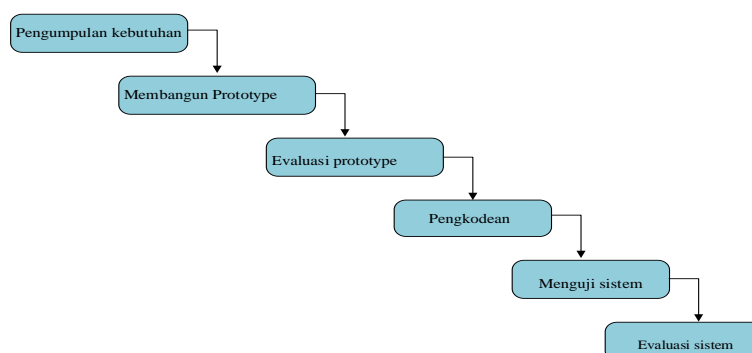 Pengumpulan kebutuhan
Membangun Prototype
Evaluasi prototype
Pengkodean
Menguji sistem
Evaluasi sistem